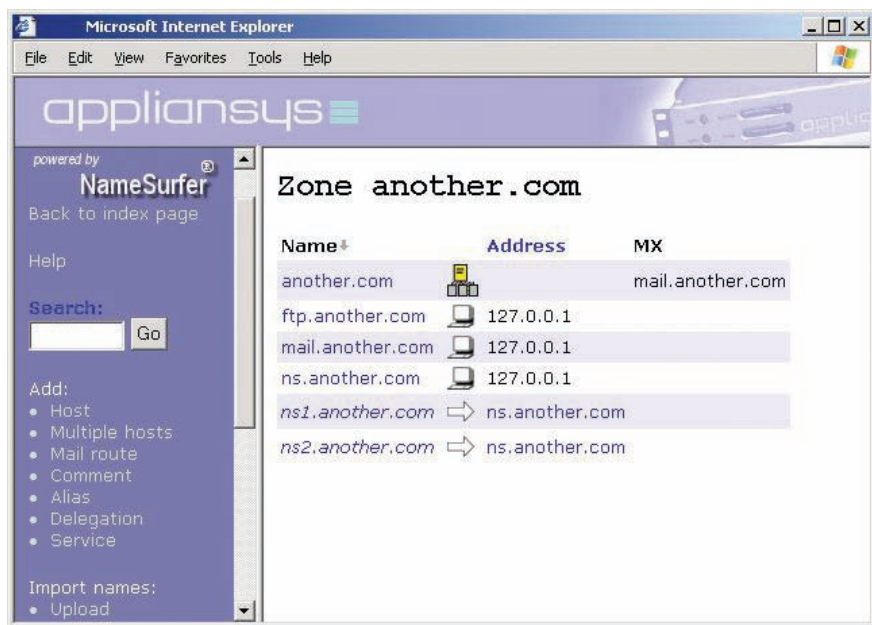 Microsoft Internet Explorer
File Edit View Favorites Tools Help
appliansys
applia
powered by
NameSurfer®
Back to index page
Help
Search:
Go
Add:
• Host
• Multiple hosts
• Mail route
• Comment
• Alias
• Delegation
• Service
Import names:
• Upload
Zone another.com
Name Address MX
another.com mail.another.com
ftp.another.com 127.0.0.1
mail.another.com 127.0.0.1
ns.another.com 127.0.0.1
ns1.another.com ns.another.com
ns2.another.com ns.another.com